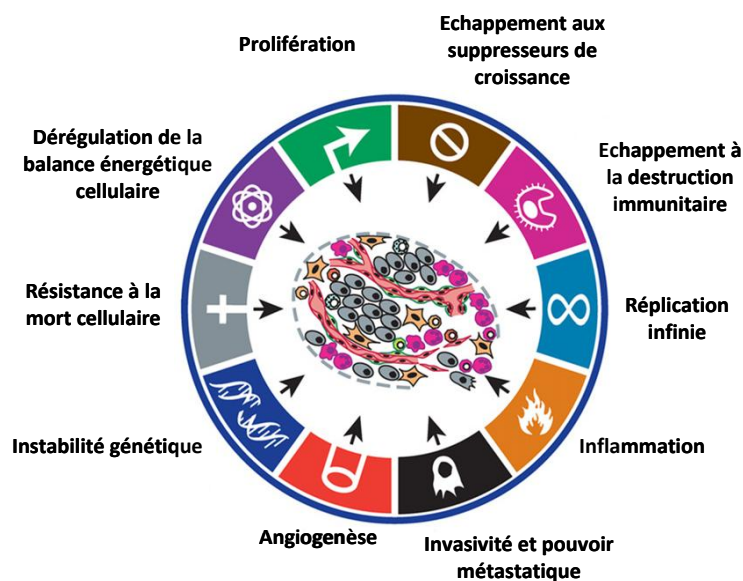 Prolifération
Echappement aux
suppresseurs de
croissance
Dérégulation de la
balance énergétique
cellulaire
Echappement à
la destruction
immunitaire
Résistance à la
mort cellulaire
Réplication
infinie
Instabilité génétique
Inflammation
Angiogenèse
Invasivité et pouvoir
métastatique